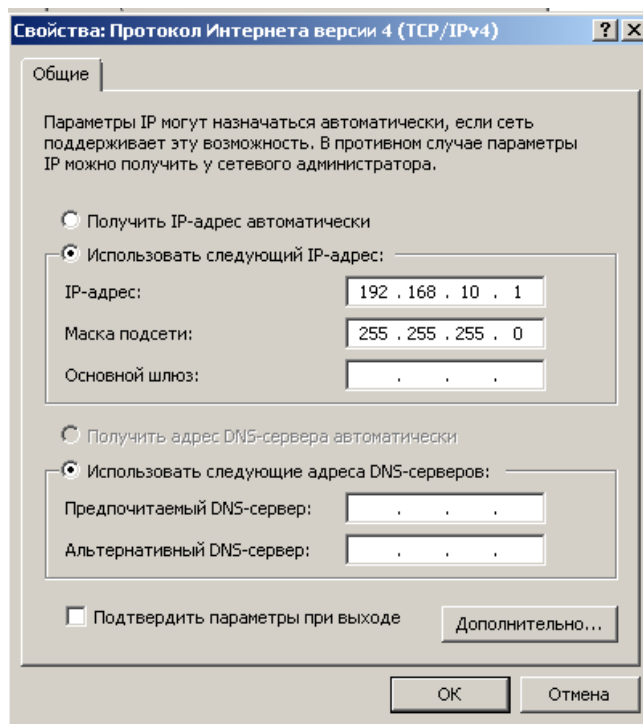 Свойства: Протокол Интернета версии 4 (TCP/IPv4)
Общие
Параметры IP могут назначаться автоматически, если сеть
поддерживает эту возможность. В противном случае параметры
IP можно получить у сетевого администратора.
Получить IP-адрес автоматически
Использовать следующий IP-адрес:
IP-адрес: 192 . 168 . 10 . 1
Маска подсети: 255 . 255 . 255 . 0
Основной шлюз: . . .
Получить адрес DNS-сервера автоматически
Использовать следующие адреса DNS-серверов:
Предпочитаемый DNS-сервер: . . .
Альтернативный DNS-сервер: . . .
Подтвердить параметры при выходе Дополнительно...
ОК Отмена